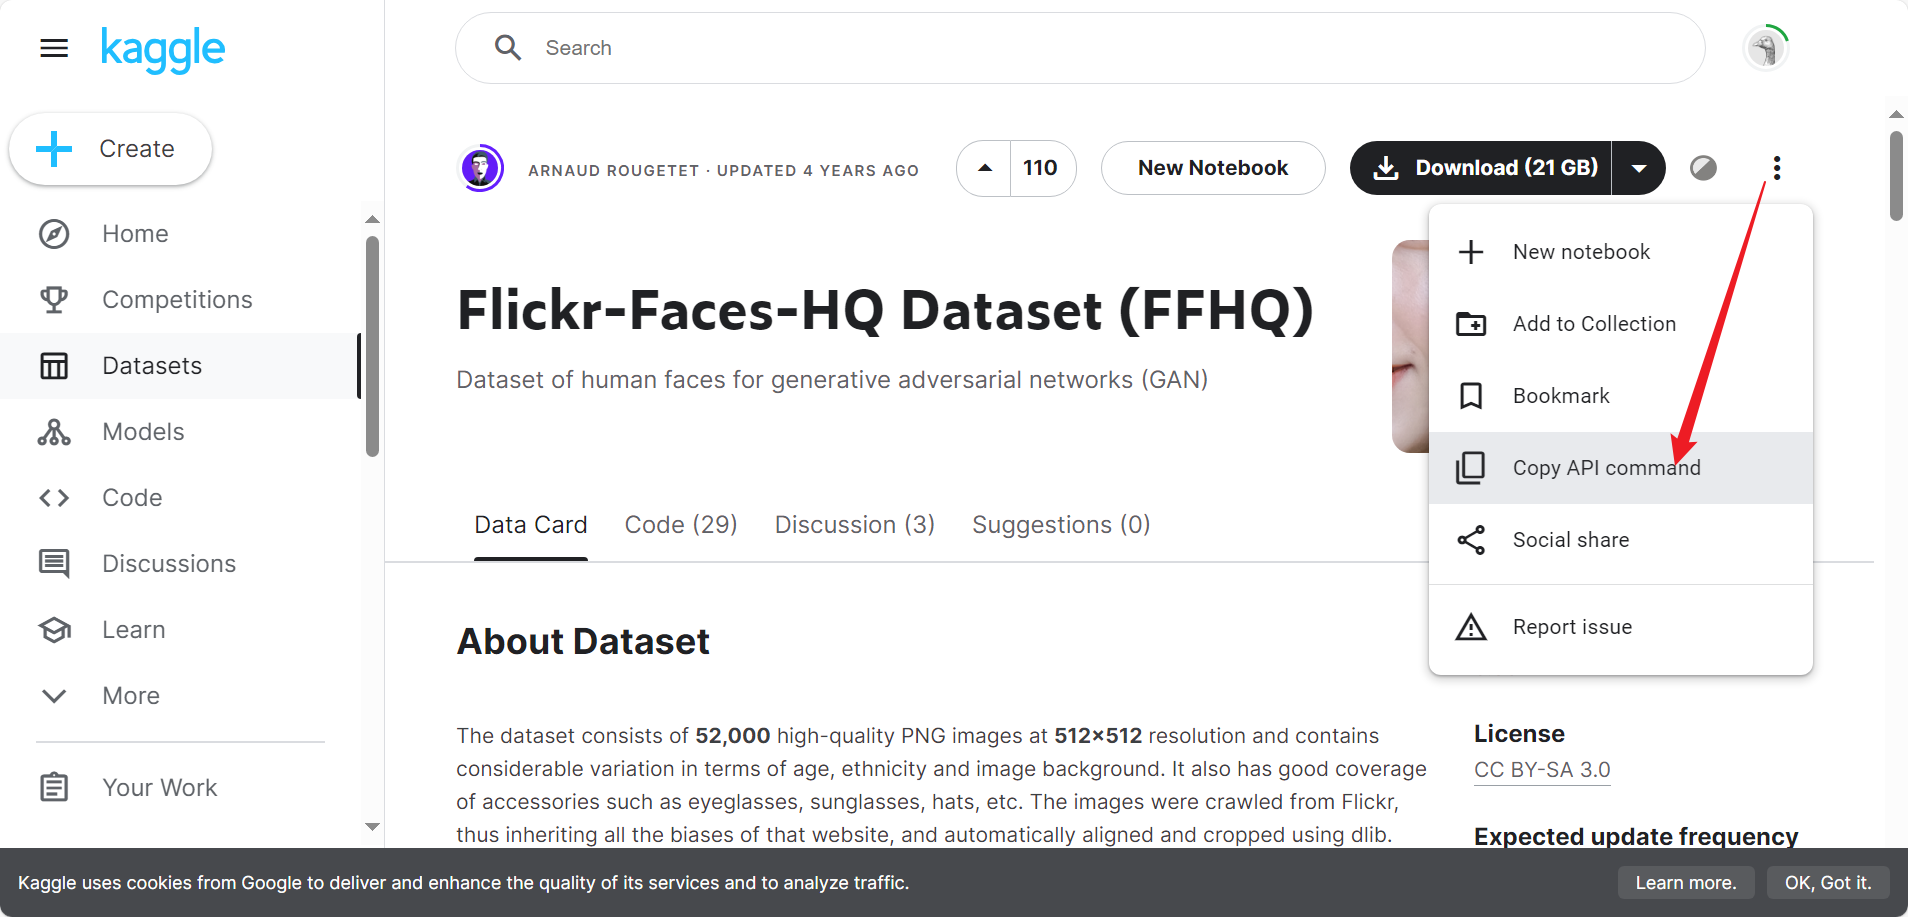 kaggle
Search
Create
Home
Competitions
Datasets
Models
Code
Discussions
Learn
More
Your Work
ARNAUD ROUGETET · UPDATED 4 YEARS AGO
110
New Notebook
Download (21 GB)
Flickr-Faces-HQ Dataset (FFHQ)
Dataset of human faces for generative adversarial networks (GAN)
New notebook
Add to Collection
Bookmark
Copy API command
Social share
Report issue
Data Card
Code (29)
Discussion (3)
Suggestions (0)
About Dataset
The dataset consists of 52,000 high-quality PNG images at 512×512 resolution and contains
considerable variation in terms of age, ethnicity and image background. It also has good coverage
of accessories such as eyeglasses, sunglasses, hats, etc. The images were crawled from Flickr,
thus inheriting all the biases of that website, and automatically aligned and cropped using dlib.
License
CC BY-SA 3.0
Expected update frequency
Kaggle uses cookies from Google to deliver and enhance the quality of its services and to analyze traffic.
Learn more.
OK, Got it.